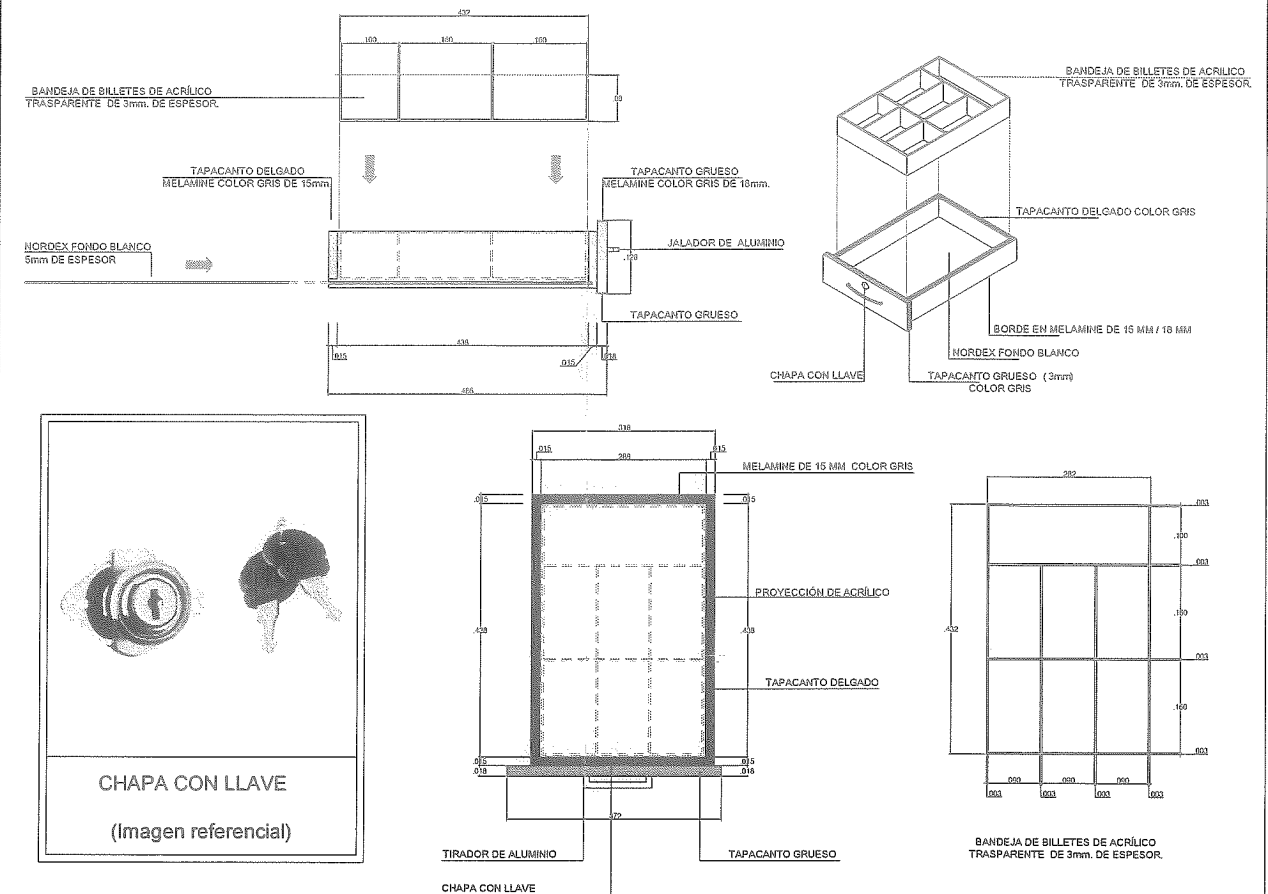 .432
.100
.160
.160
BANDEJA DE BILLETES DE ACRÍLICO
TRASPARENTE DE 3mm. DE ESPESOR.
TAPACANTO DELGADO
MELAMINE COLOR GRIS DE 15mm.
TAPACANTO GRUESO
MELAMINE COLOR GRIS DE 18mm.
NORDEX FONDO BLANCO
5mm DE ESPESOR
JALADOR DE ALUMINIO
.128
TAPACANTO GRUESO
.438
.015
.015
.018
BANDEJA DE BILLETES DE ACRILICO
TRASPARENTE DE 3mm. DE ESPESOR.
TAPACANTO DELGADO COLOR GRIS
BORDE EN MELAMINE DE 15 MM / 18 MM
NORDEX FONDO BLANCO
CHAPA CON LLAVE
TAPACANTO GRUESO (3mm)
COLOR GRIS
CHAPA CON LLAVE
(Imagen referencial)
.318
.015
.015
.288
MELAMINE DE 15 MM COLOR GRIS
.015
.015
PROYECCIÓN DE ACRÍLICO
.438
.438
TAPACANTO DELGADO
.015
.015
.018
.018
.372
TIRADOR DE ALUMINIO
TAPACANTO GRUESO
CHAPA CON LLAVE
.282
.003
.100
.003
.432
.160
.003
.160
.003
.090
.090
.090
.003
.003
.003
.003
BANDEJA DE BILLETES DE ACRÍLICO
TRASPARENTE DE 3mm. DE ESPESOR.